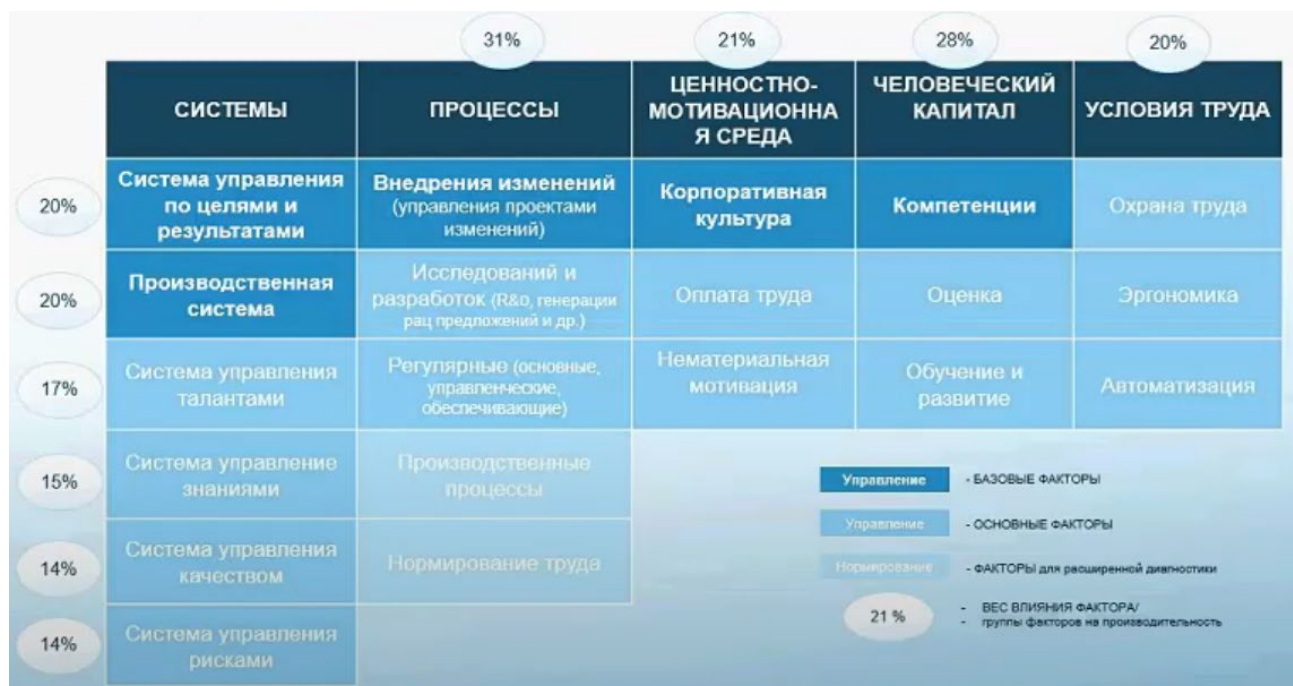 31%
21%
28%
20%
СИСТЕМЫ
ПРОЦЕССЫ
ЦЕННОСТНО-
МОТИВАЦИОННА
Я СРЕДА
ЧЕЛОВЕЧЕСКИЙ
КАПИТАЛ
УСЛОВИЯ ТРУДА
20%
Система управления
по целями и
результатами
Внедрения изменений
(управления проектами
изменений)
Корпоративная
культура
Компетенции
Охрана труда
20%
Производственная
система
Исследований и
разработок (R&D, генерации
рац предложений и др.)
Оплата труда
Оценка
Эргономика
17%
Система управления
талантами
Регулярные (основные,
управленческие,
обеспечивающие)
Нематериальная
мотивация
Обучение и
развитие
Автоматизация
15%
Система управление
знаниями
Производственные
процессы
14%
Система управления
качеством
Нормирование труда
14%
Система управления
рисками
Управление
- БАЗОВЫЕ ФАКТОРЫ
Управление
- ОСНОВНЫЕ ФАКТОРЫ
Нормирование
- ФАКТОРЫ для расширенной диагностики
21 %
- ВЕС ВЛИЯНИЯ ФАКТОРА/
- группы факторов на производительность